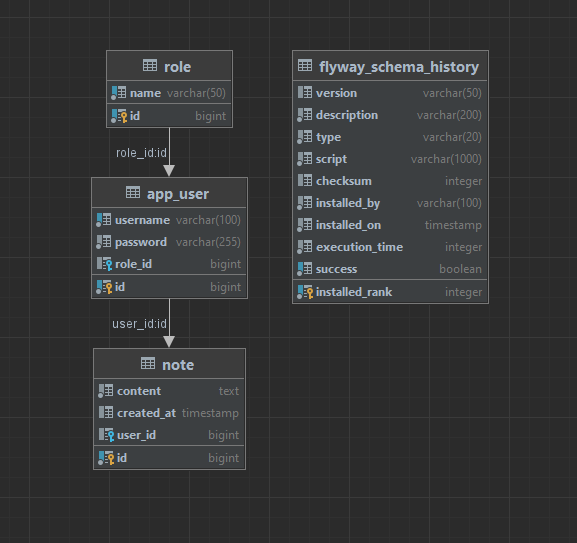 role
name varchar(50)
id bigint
role_id:id
app_user
username varchar(100)
password varchar(255)
role_id bigint
id bigint
user_id:id
note
content text
created_at timestamp
user_id bigint
id bigint
flyway_schema_history
version varchar(50)
description varchar(200)
type varchar(20)
script varchar(1000)
checksum integer
installed_by varchar(100)
installed_on timestamp
execution_time integer
success boolean
installed_rank integer